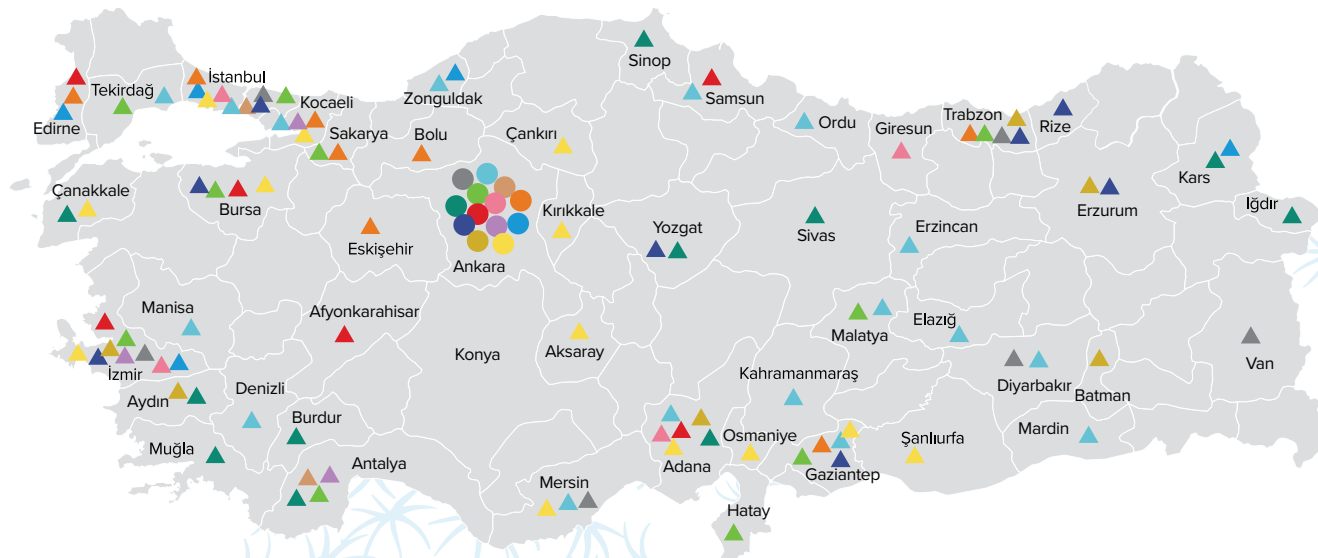 Sinop
İstanbul
Tekirdağ
Zonguldak
Samsun
Kocaeli
Edirne
Ordu
Giresun
Trabzon
Rize
Sakarya
Bolu
Çankırı
Kars
Çanakkale
Bursa
Kırıkkale
Erzurum
Iğdır
Eskişehir
Yozgat
Sivas
Erzincan
Ankara
Manisa
Afyonkarahisar
Elazığ
Malatya
Konya
Aksaray
Van
İzmir
Kahramanmaraş
Diyarbakır
Denizli
Batman
Aydın
Burdur
Mardin
Osmaniye
Muğla
Şanlıurfa
Antalya
Adana
Gaziantep
Mersin
Hatay